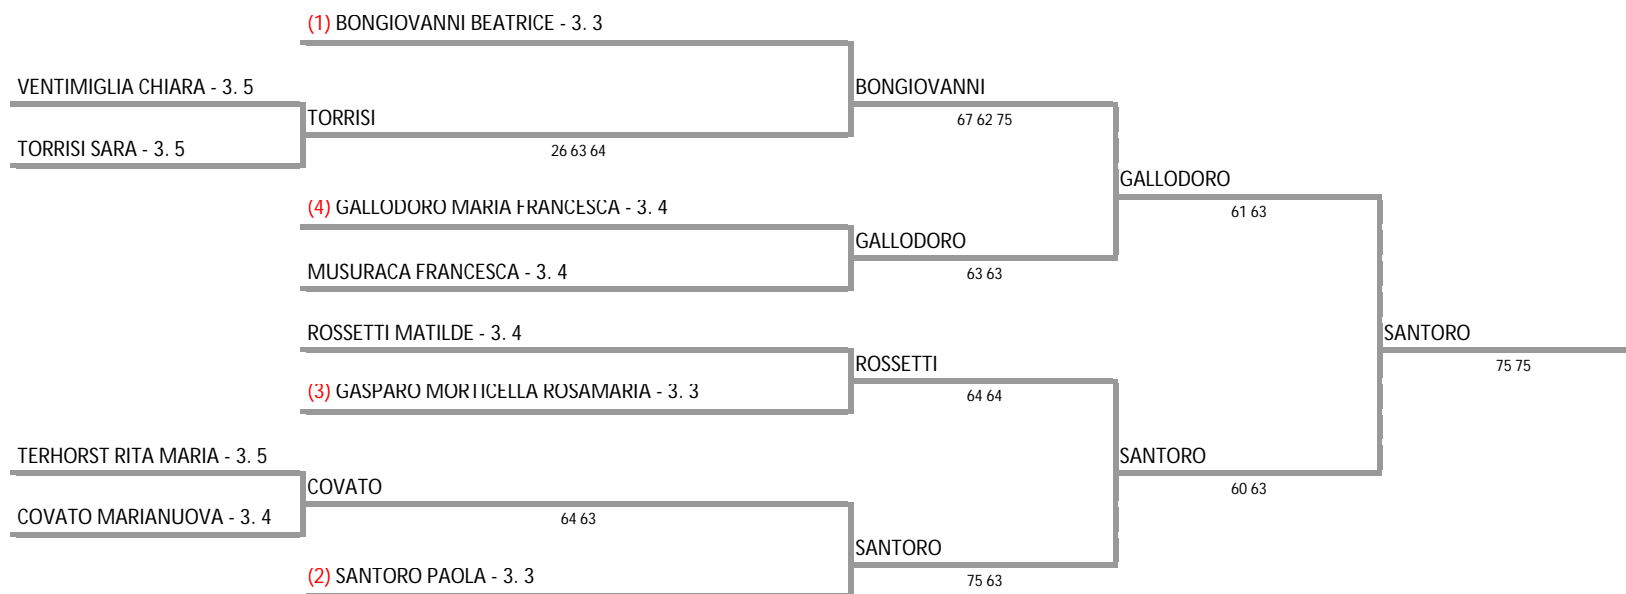 (1) BONGIOVANNI BEATRICE - 3. 3
VENTIMIGLIA CHIARA - 3. 5
BONGIOVANNI
TORRISI
67 62 75
TORRISI SARA - 3. 5
26 63 64
GALLODORO
(4) GALLODORO MARIA FRANCESCA - 3. 4
61 63
GALLODORO
MUSURACA FRANCESCA - 3. 4
63 63
ROSSETTI MATILDE - 3. 4
SANTORO
ROSSETTI
75 75
(3) GASPARO MORTICELLA ROSAMARIA - 3. 3
64 64
TERHORST RITA MARIA - 3. 5
SANTORO
COVATO
60 63
COVATO MARIANUOVA - 3. 4
64 63
SANTORO
(2) SANTORO PAOLA - 3. 3
75 63